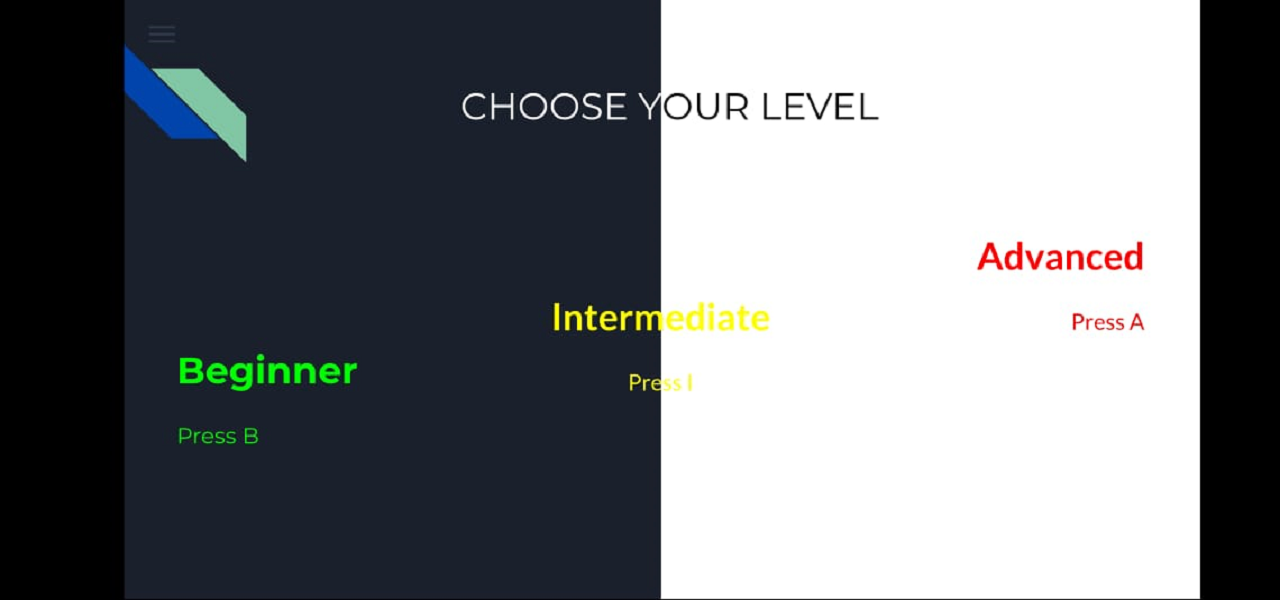 CHOOSE YOUR LEVEL
Advanced
Press A
Intermediate
Press I
Beginner
Press B